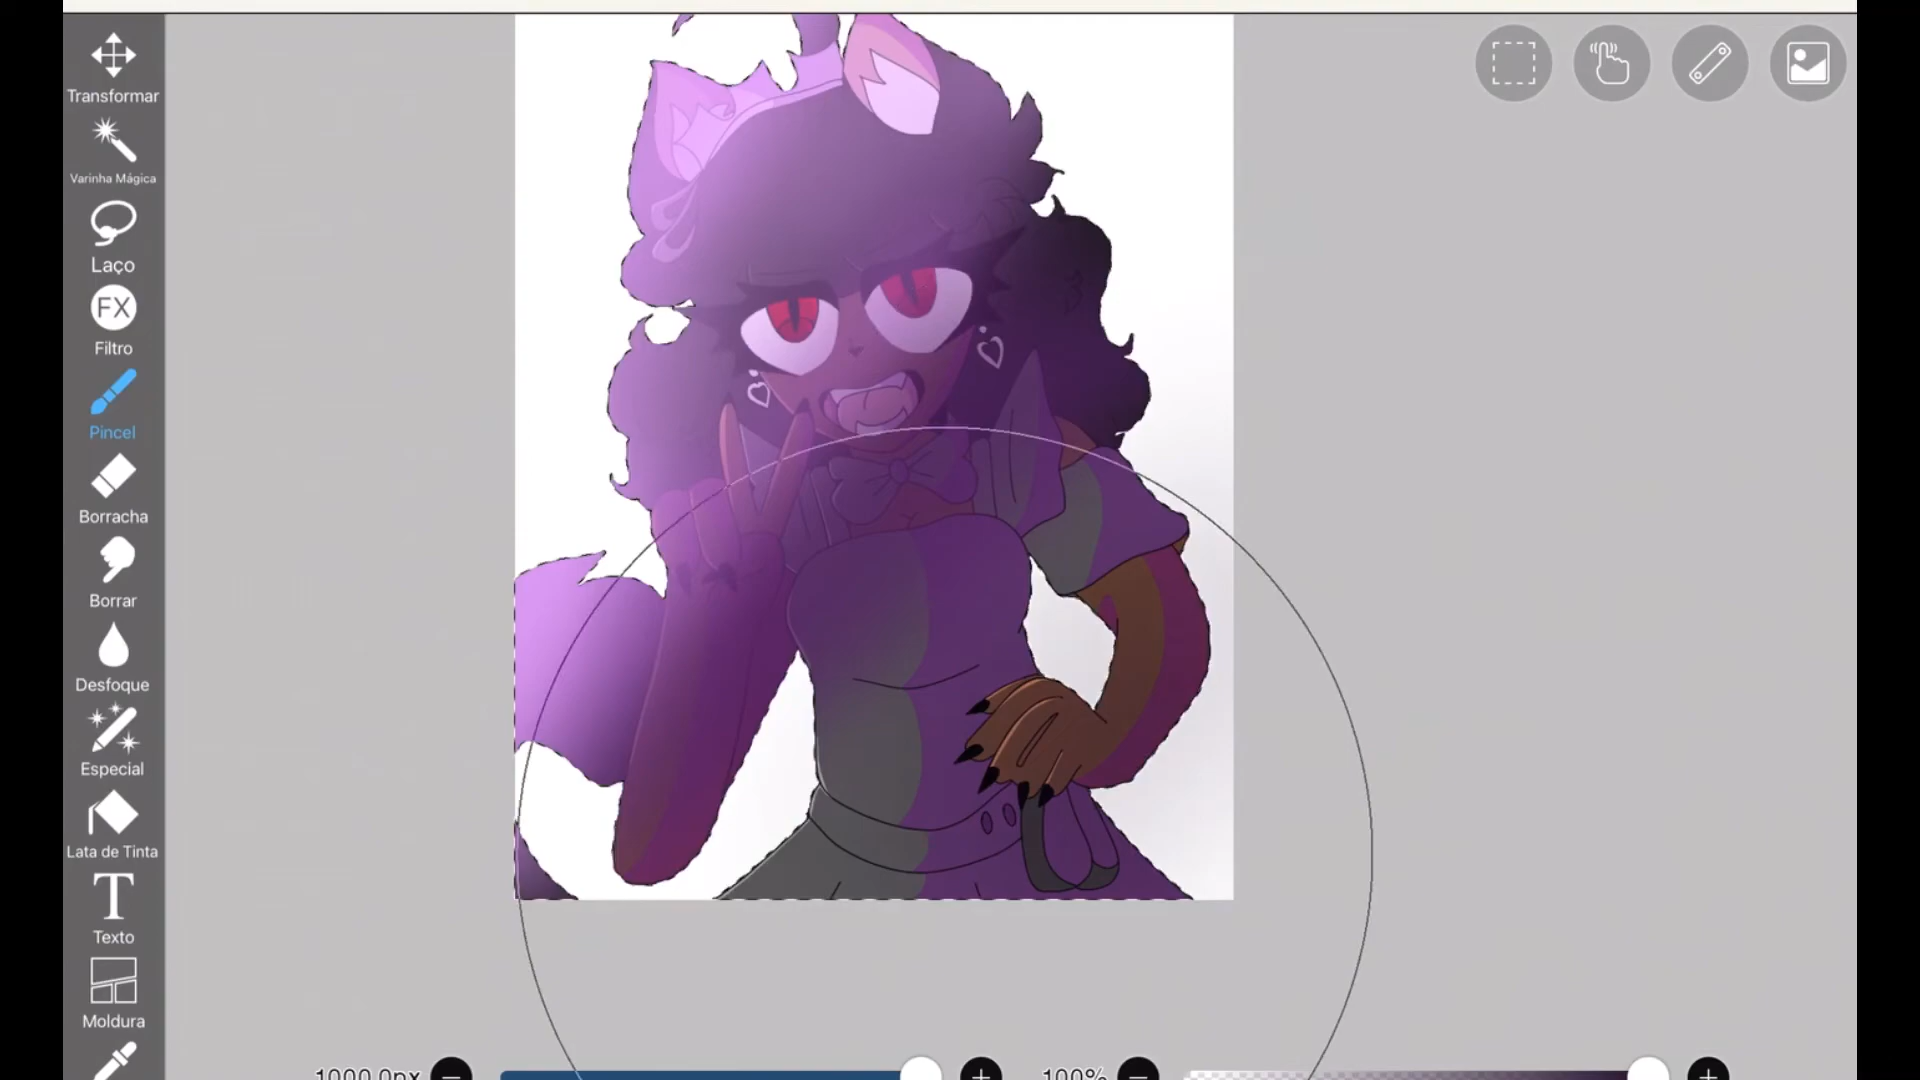 Transformar
Varinha Mágica
Laço
FX
Filtro
Pincel
Borracha
Borrar
Desfoque
Especial
Lata de Tinta
T
Texto
Moldura
1000.0px
100%